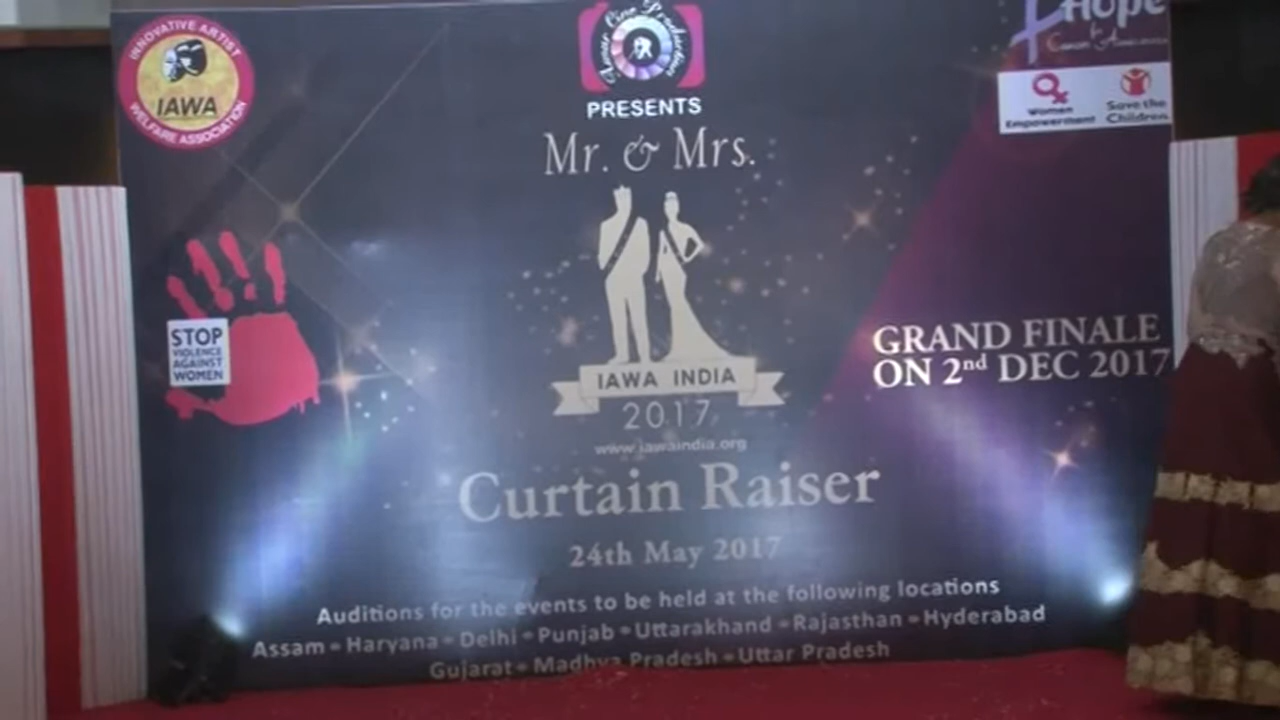 INNOVATIVE ARTIST
IAWA
WELFARE ASSOCIATION
PRESENTS
Mr. & Mrs.
Hope
Women
Empowerment
Save the
Children
STOP
VIOLENCE
AGAINST
WOMEN
IAWA INDIA
2017
www.iawaindia.org
GRAND FINALE
ON 2nd DEC 2017
Curtain Raiser
24th May 2017
Auditions for the events to be held at the following locations
Assam - Haryana - Delhi - Punjab - Uttarakhand - Rajasthan - Hyderabad
Gujarat - Madhya Pradesh - Uttar Pradesh